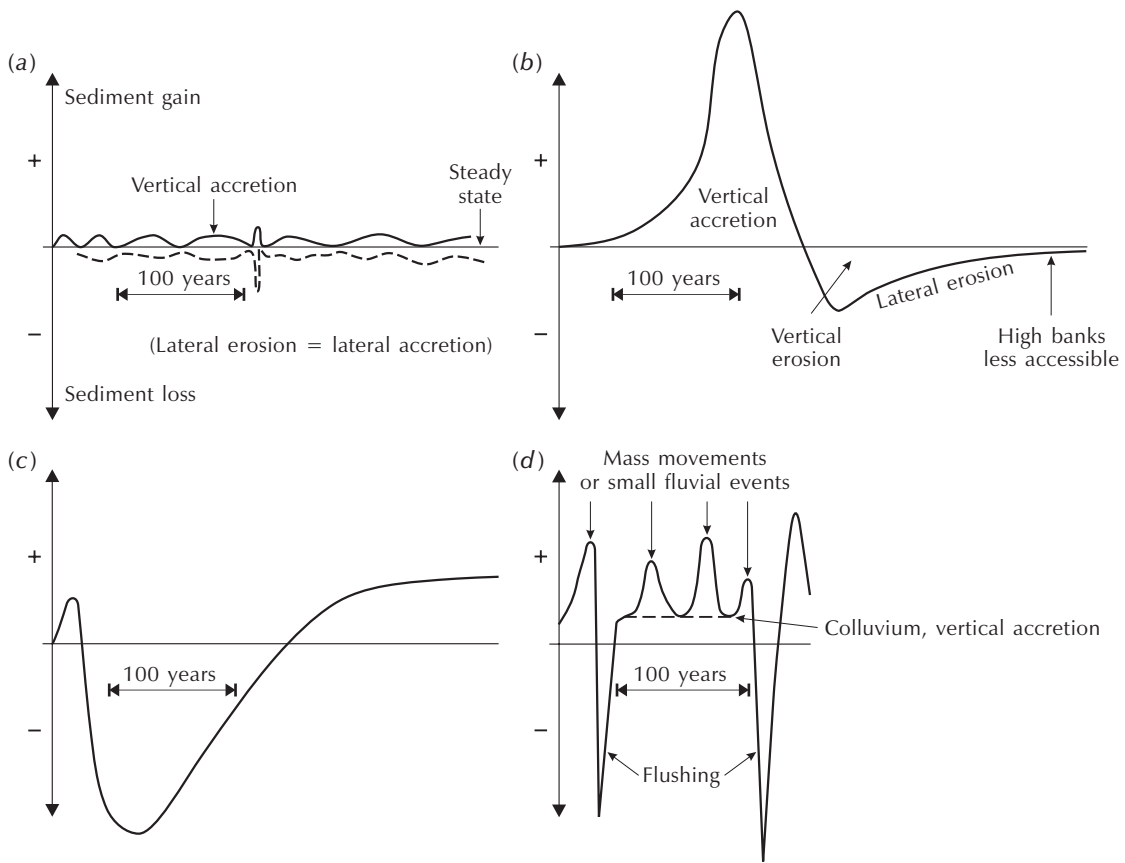 (a)
Sediment gain
+
Vertical accretion
Steady
state
100 years
−
(Lateral erosion = lateral accretion)
Sediment loss
(b)
+
Vertical
accretion
100 years
−
Vertical
erosion
Lateral erosion
High banks
less accessible
(c)
+
100 years
−
(d)
Mass movements
or small fluvial events
+
Colluvium, vertical accretion
100 years
−
Flushing